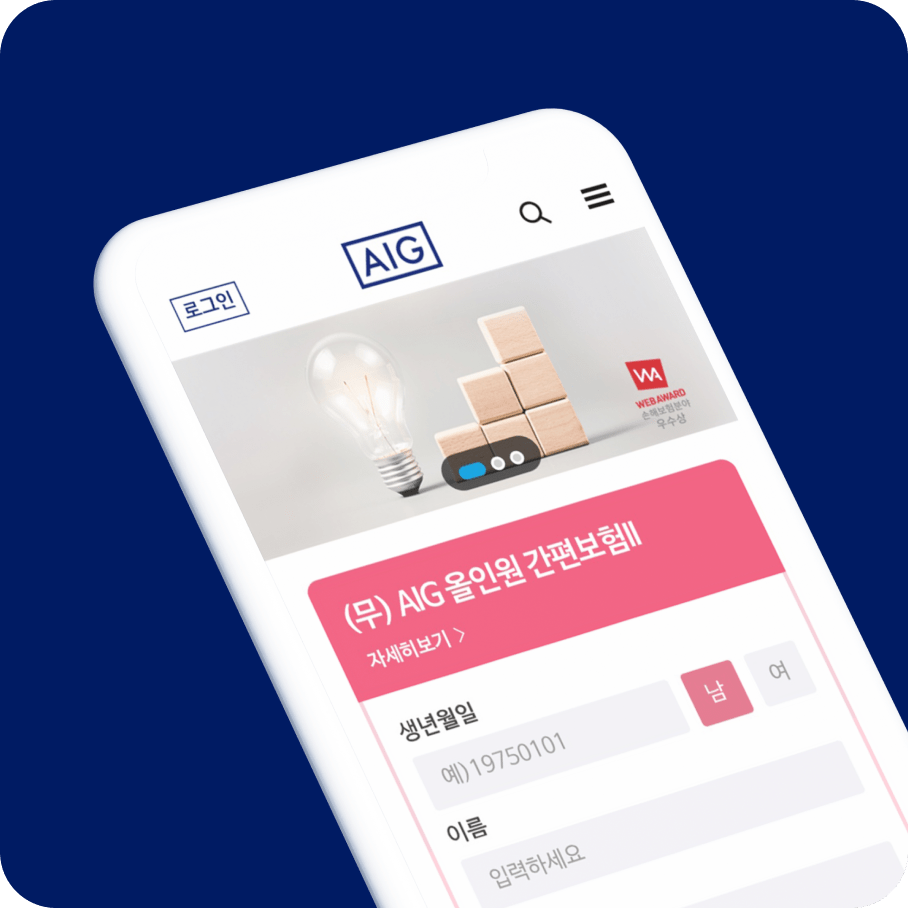 로그인
AIG
WEB AWARD
손해보험분야
우수상
(무) AIG 올인원 간편보험II
자세히보기 >
생년월일
예)19750101
남
여
이름
입력하세요